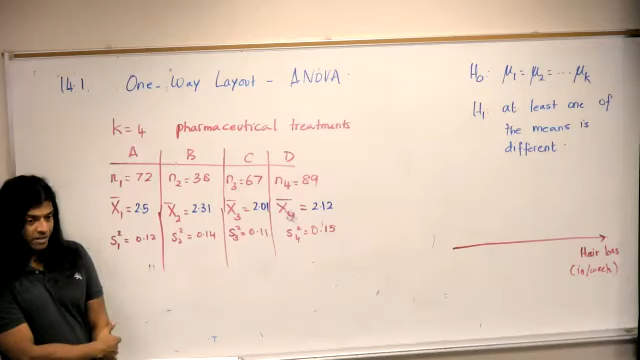 14.1 One-Way Layout - ANOVA
k = 4 pharmaceutical treatments
A B C D
n₁ = 72 n₂ = 38 n₃ = 67 n₄ = 89
X̄₁ = 2.5 X̄₂ = 2.31 X̄₃ = 2.01 X̄₄ = 2.12
S₁² = 0.12 S₂² = 0.14 S₃² = 0.11 S₄² = 0.15
H₀: μ₁ = μ₂ = ... μk
H₁ at least one of
the means is
different
Hair loss
(in/week)